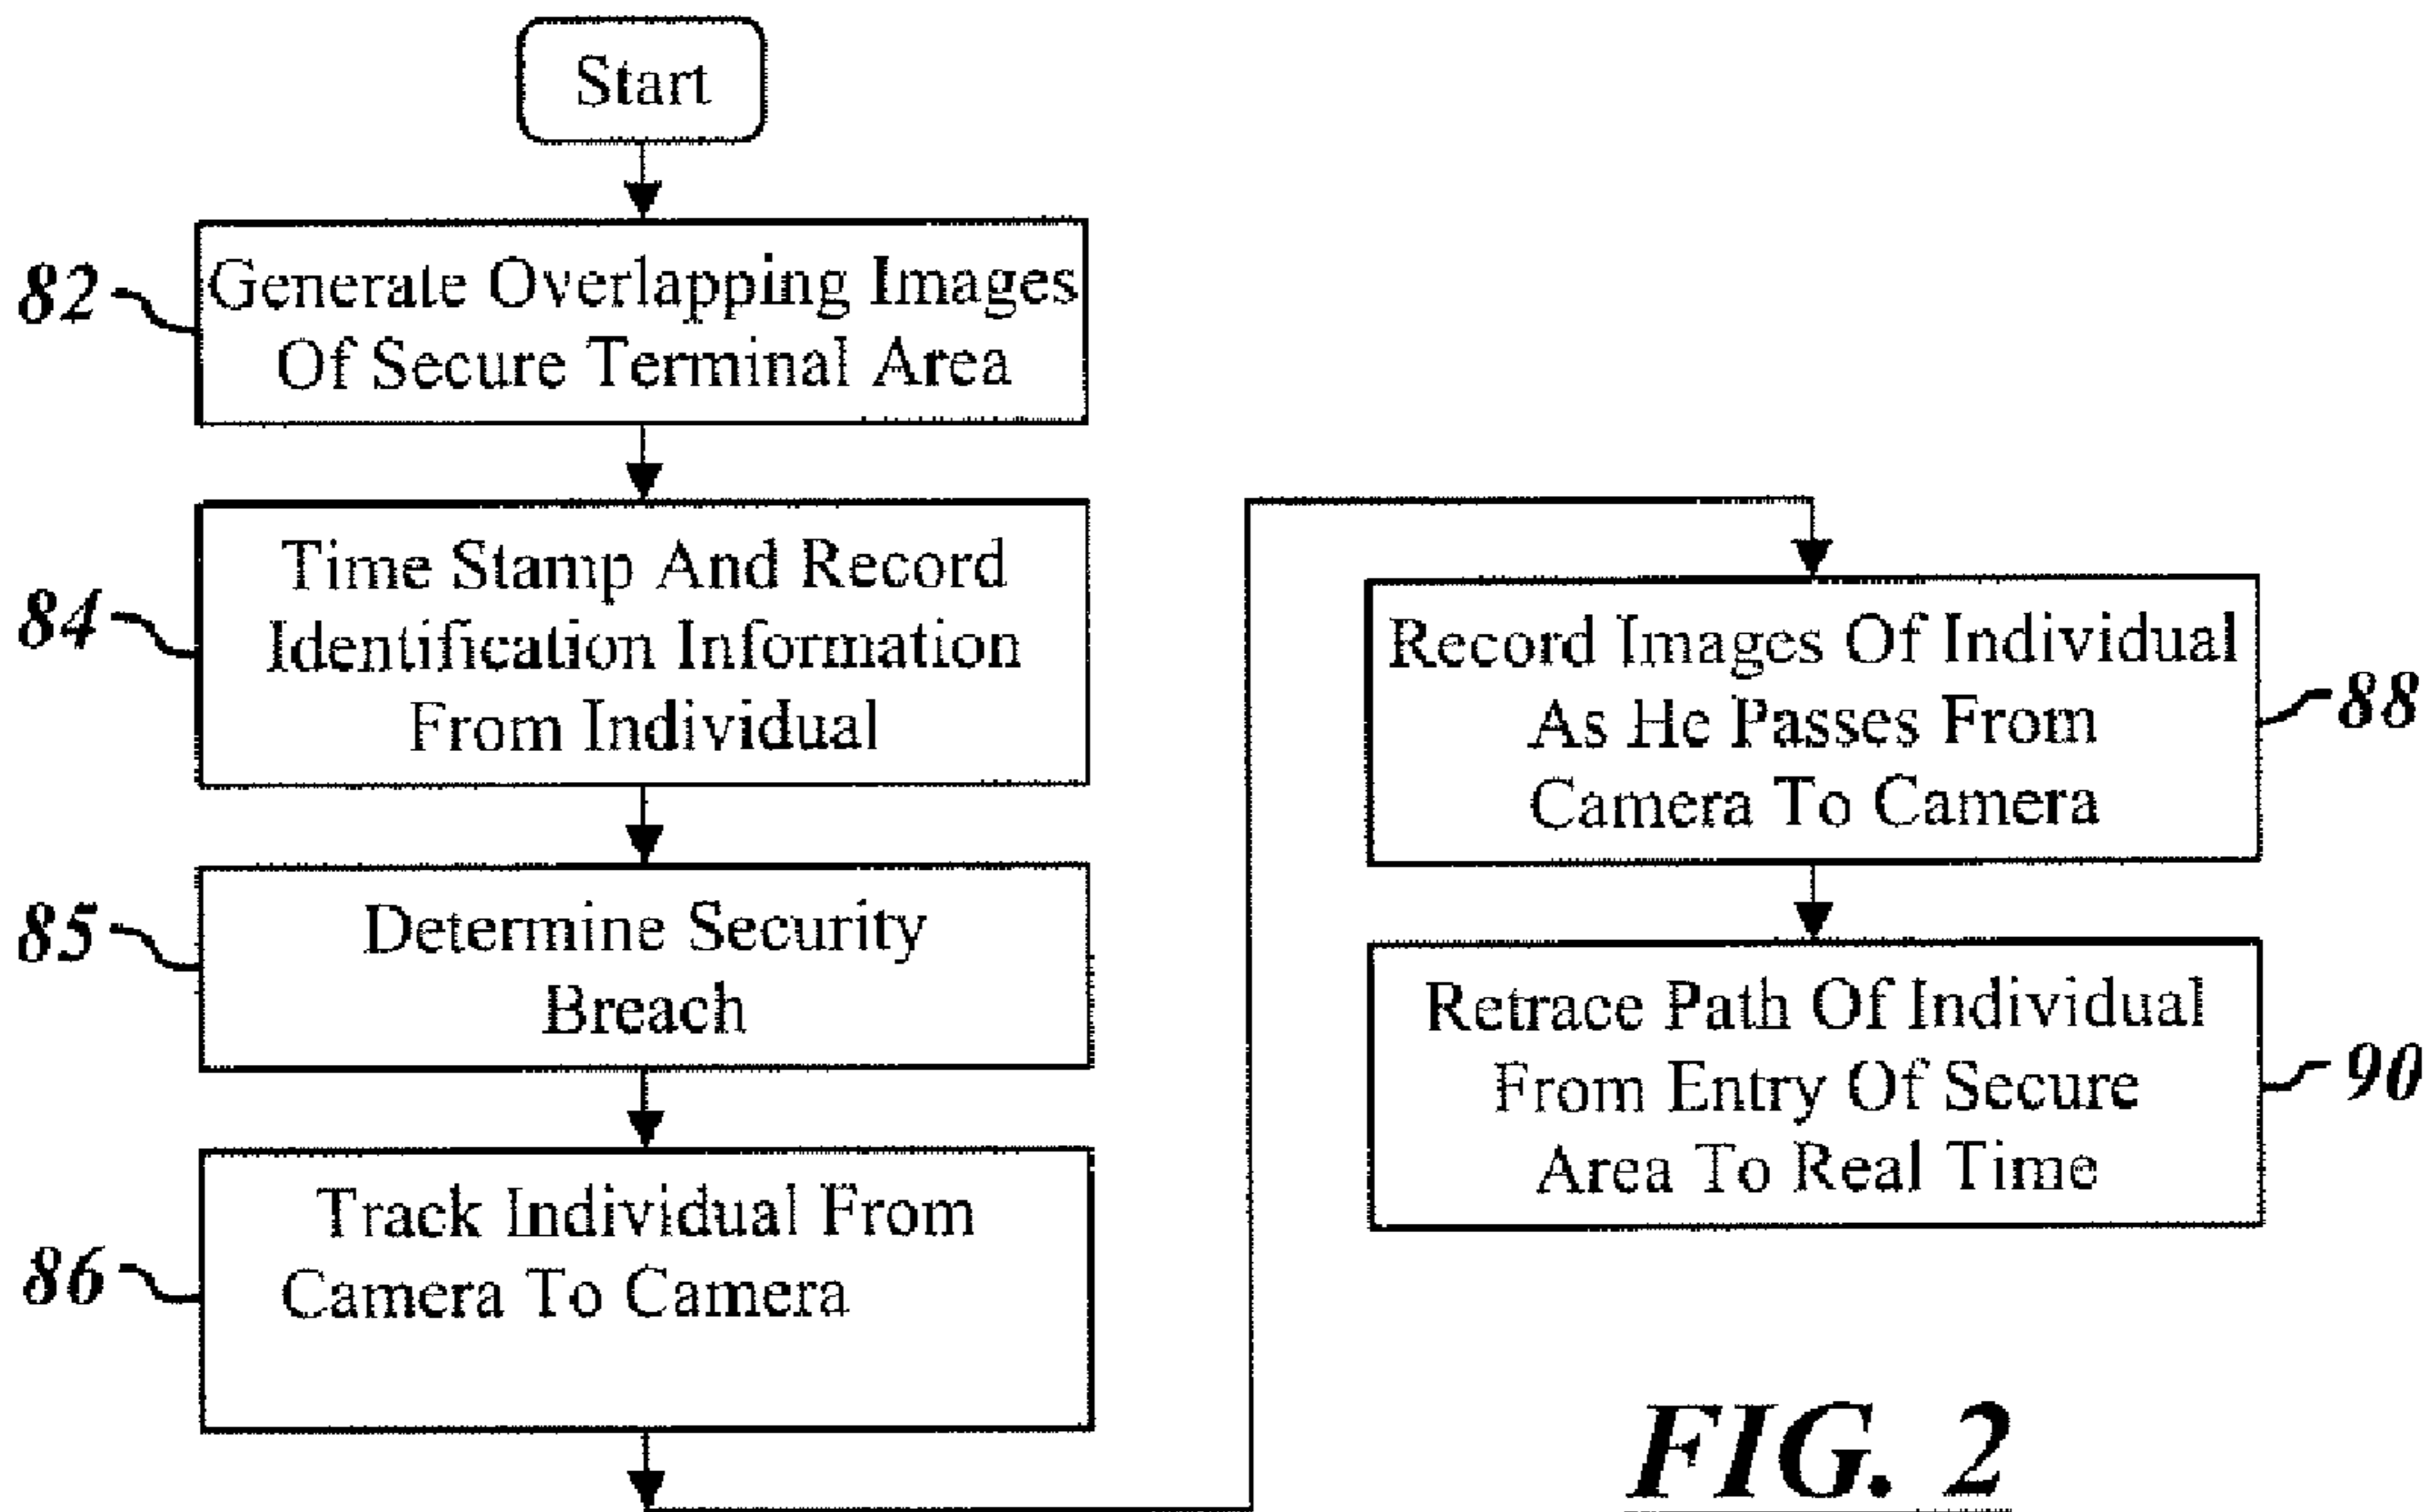 Start
82
Generate Overlapping Images
Of Secure Terminal Area
84
Time Stamp And Record
Identification Information
From Individual
85
Determine Security
Breach
86
Track Individual From
Camera To Camera
Record Images Of Individual
As He Passes From
Camera To Camera
88
Retrace Path Of Individual
From Entry Of Secure
Area To Real Time
90
FIG. 2